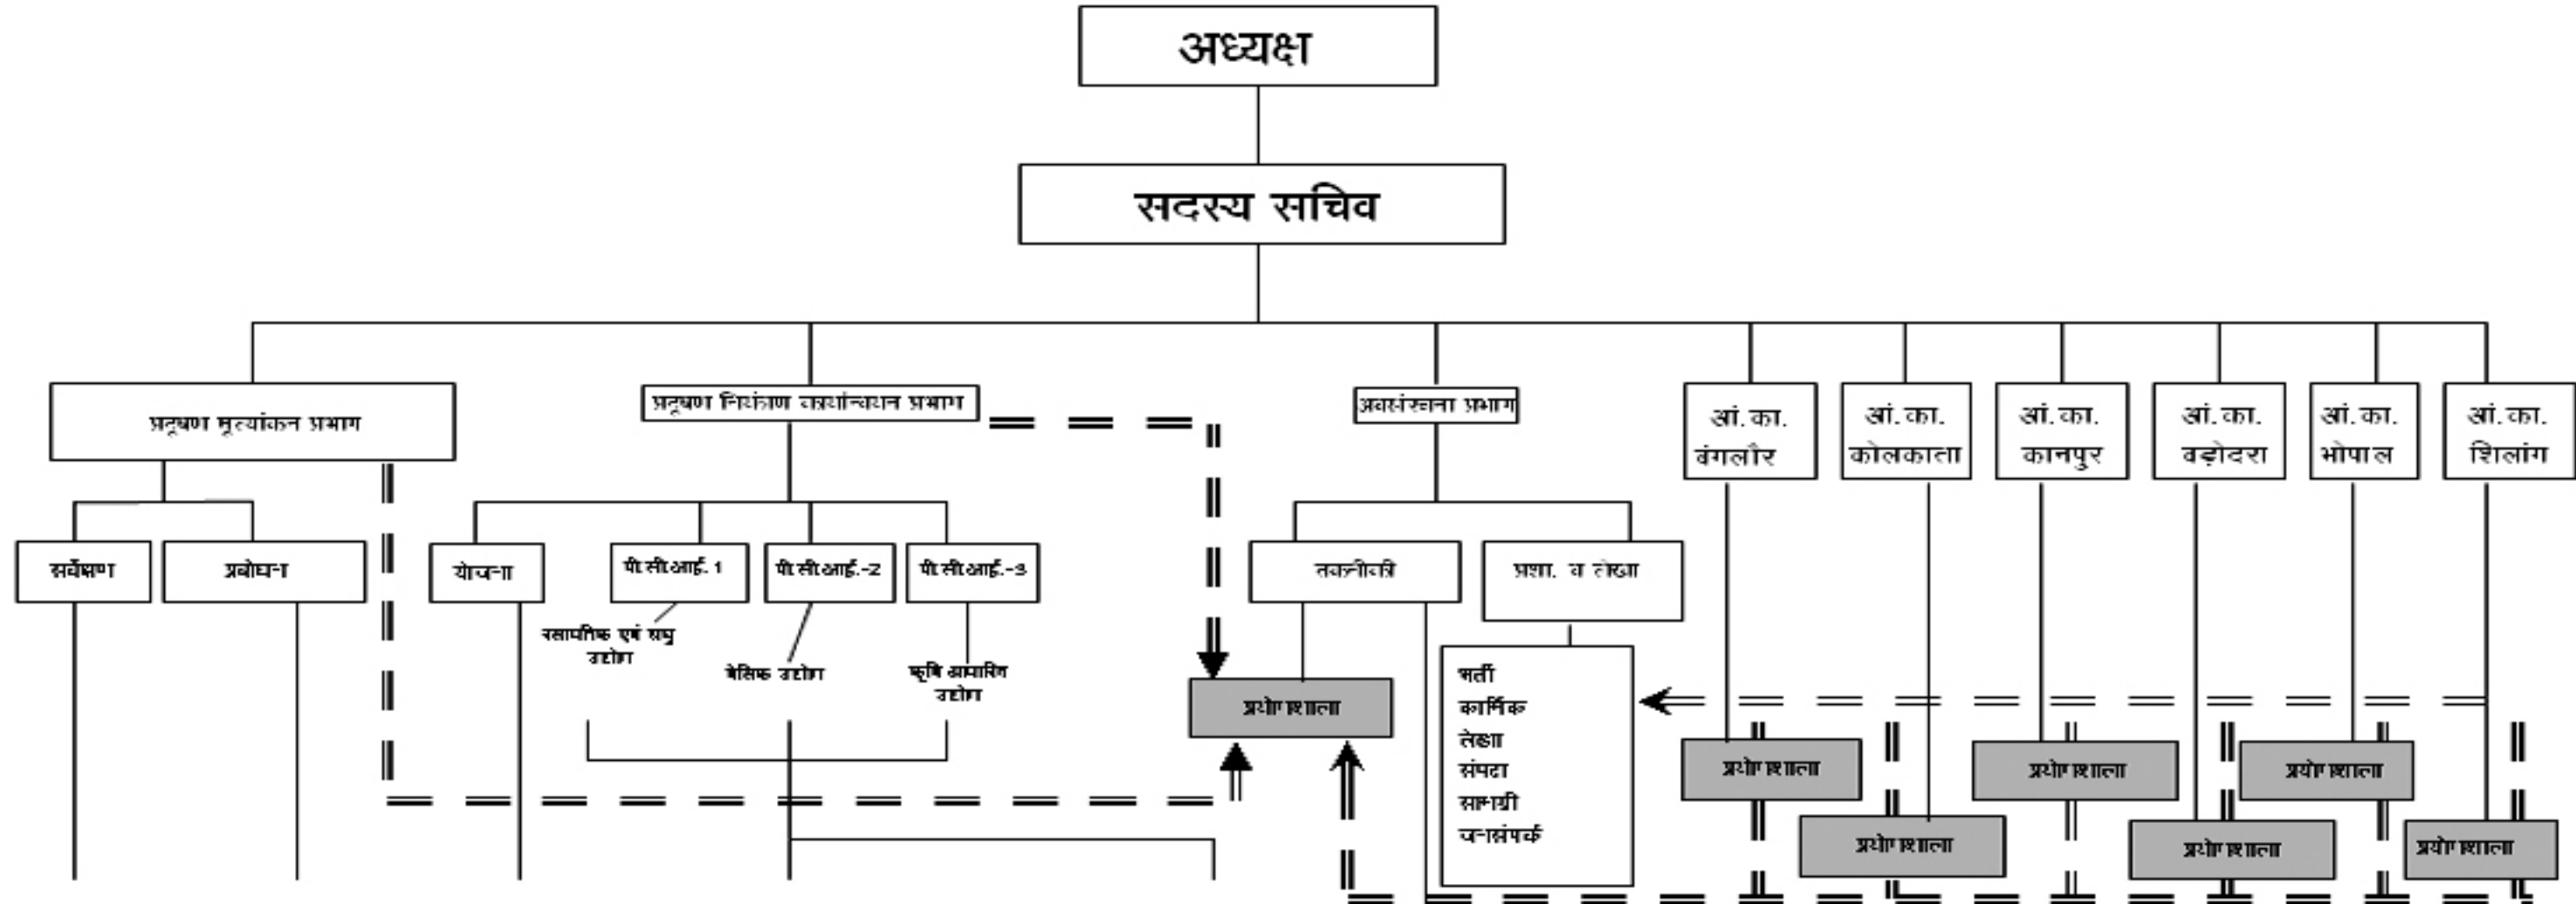 अध्यक्ष
सदस्य सचिव
प्रदूषण मूल्यांकन प्रभाग
प्रदूषण नियंत्रण कार्यान्वयन प्रभाग
अवसंरचना प्रभाग
आं.का.
बंगलौर
आं.का.
कोलकाता
आं.का.
कानपुर
आं.का.
वड़ोदरा
आं.का.
भोपाल
आं.का.
शिलांग
सर्वेक्षण
प्रबोधन
योजना
पी.सी.आई. 1
पी.सी.आई.-2
पी.सी.आई.-3
तकनीकी
प्रशा. व लेखा
रसायनिक एवं लघु
उद्योग
बेसिक उद्योग
कृषि आधारित
उद्योग
प्रयोगशाला
भर्ती
कार्मिक
लेखा
संपदा
सामग्री
जनसंपर्क
प्रयोगशाला
प्रयोगशाला
प्रयोगशाला
प्रयोगशाला
प्रयोगशाला
प्रयोगशाला